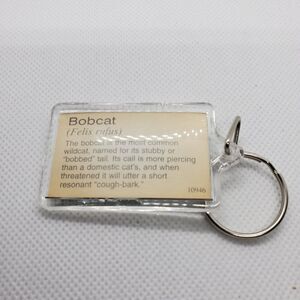 Bobcat
(Felis rufus)
The bobcat is the most common
wildcat, named for its stubby or
"bobbed" tail. Its call is more piercing
than a domestic cat's, and when
threatened it will utter a short
resonant "cough-bark."
10946